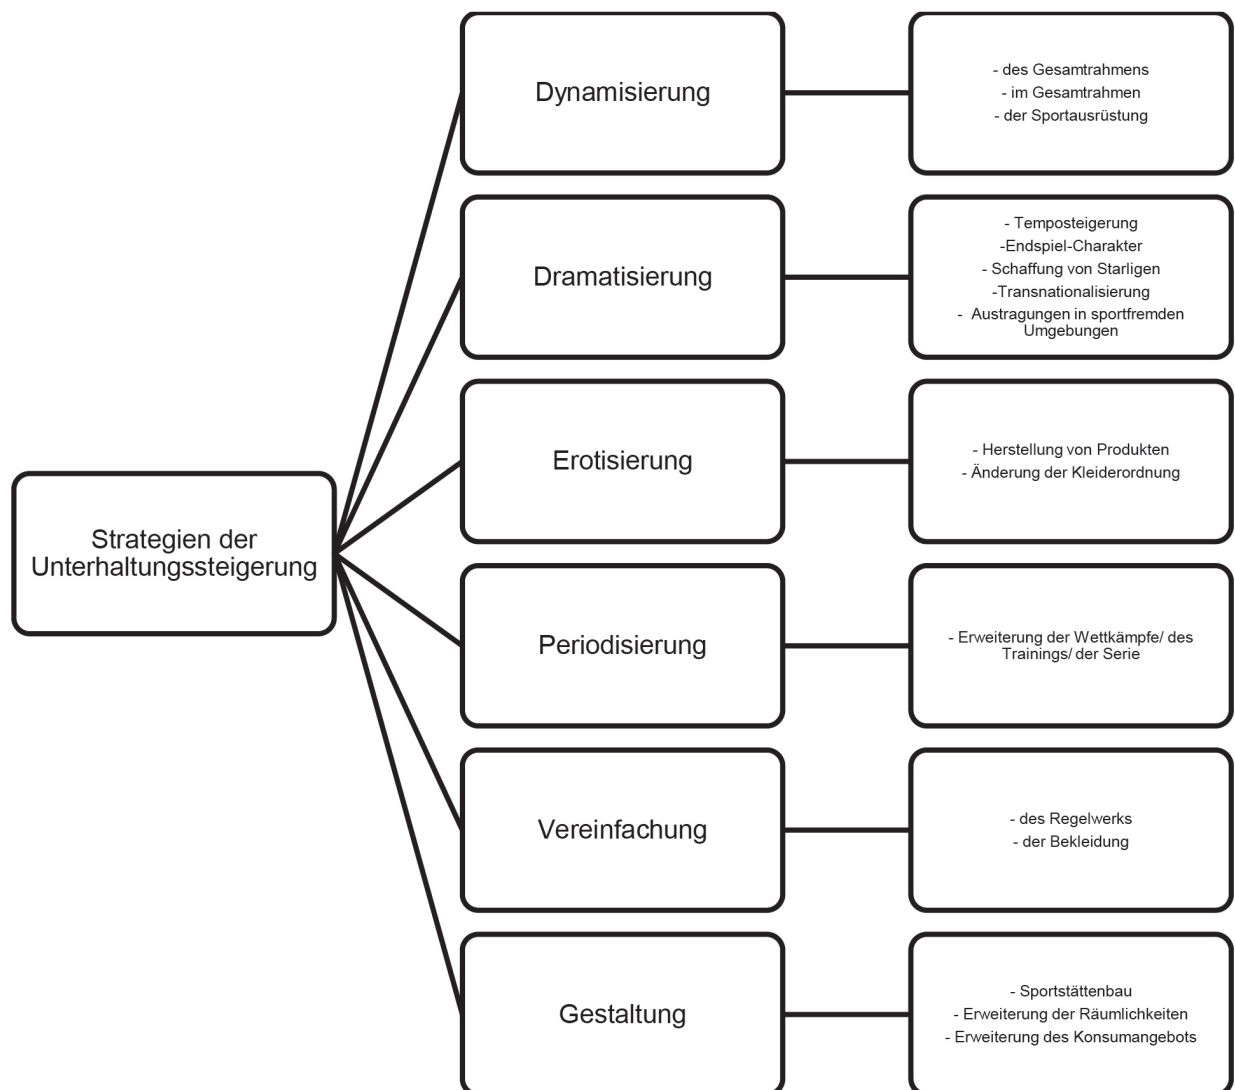 Strategien der
Unterhaltungssteigerung
Dynamisierung
- des Gesamtrahmens
- im Gesamtrahmen
- der Sportausrüstung
Dramatisierung
- Temposteigerung
-Endspiel-Charakter
- Schaffung von Starligen
-Transnationalisierung
- Austragungen in sportfremden
Umgebungen
Erotisierung
- Herstellung von Produkten
- Änderung der Kleiderordnung
Periodisierung
- Erweiterung der Wettkämpfe/ des
Trainings/ der Serie
Vereinfachung
- des Regelwerks
- der Bekleidung
Gestaltung
- Sportstättenbau
- Erweiterung der Räumlichkeiten
- Erweiterung des Konsumangebots